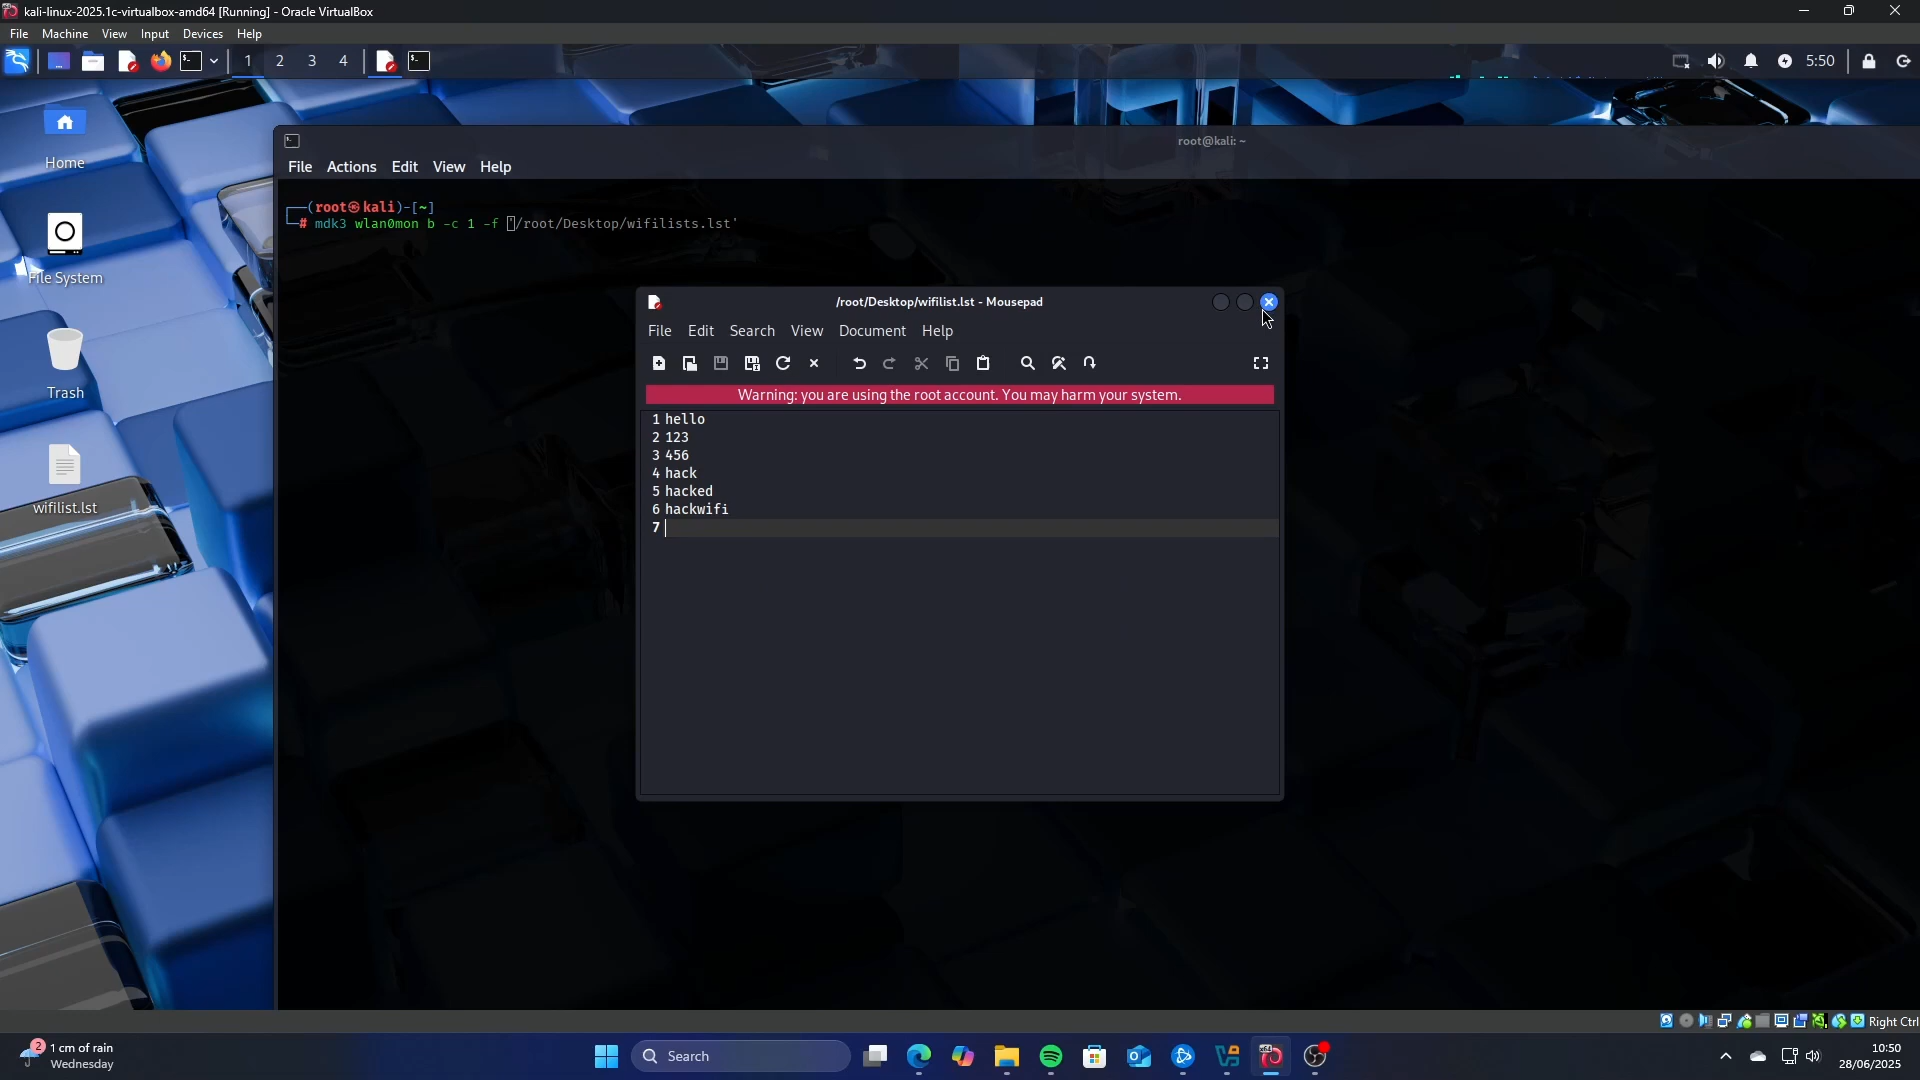 kali-linux-2025.1c-virtualbox-amd64 [Running] - Oracle VirtualBox
File Machine View Input Devices Help
1 2 3 4 5:50
root@kali: ~
Home
File Actions Edit View Help
┌──(root㉿kali)-[~]
└─# mdk3 wlan0mon b -c 1 -f '/root/Desktop/wifilists.lst'
File System
/root/Desktop/wifilist.lst - Mousepad
File Edit Search View Document Help
Trash
Warning: you are using the root account. You may harm your system.
1 hello
2 123
3 456
4 hack
5 hacked
6 hackwifi
7
wifilist.lst
Right Ctrl
2
1 cm of rain
Wednesday
Search
10:50
28/06/2025